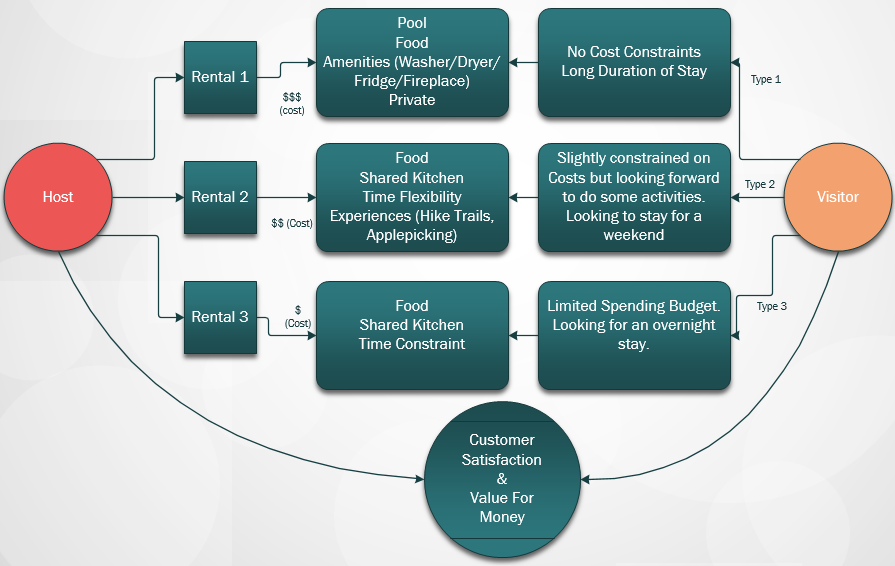 Host
Rental 1
$$$
(cost)
Pool
Food
Amenities (Washer/Dryer/
Fridge/Fireplace)
Private
No Cost Constraints
Long Duration of Stay
Type 1
Rental 2
$$ (Cost)
Food
Shared Kitchen
Time Flexibility
Experiences (Hike Trails,
Applepicking)
Slightly constrained on
Costs but looking forward
to do some activities.
Looking to stay for a
weekend
Type 2
Visitor
Rental 3
$
(Cost)
Food
Shared Kitchen
Time Constraint
Limited Spending Budget.
Looking for an overnight
stay.
Type 3
Customer
Satisfaction
&
Value For
Money